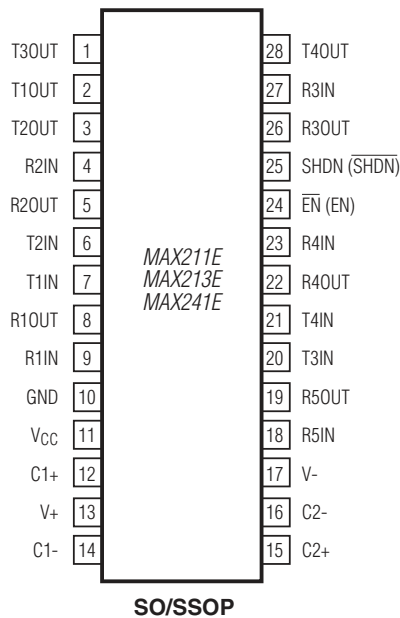 T3OUT 1 28 T4OUT
T1OUT 2 27 R3IN
T2OUT 3 26 R3OUT
R2IN 4 25 SHDN (S̅H̅D̅N̅)
R2OUT 5 24 E̅N̅ (EN)
T2IN 6 23 R4IN
T1IN 7 22 R4OUT
R1OUT 8 21 T4IN
R1IN 9 20 T3IN
GND 10 19 R5OUT
VCC 11 18 R5IN
C1+ 12 17 V-
V+ 13 16 C2-
C1- 14 15 C2+
MAX211E
MAX213E
MAX241E
SO/SSOP